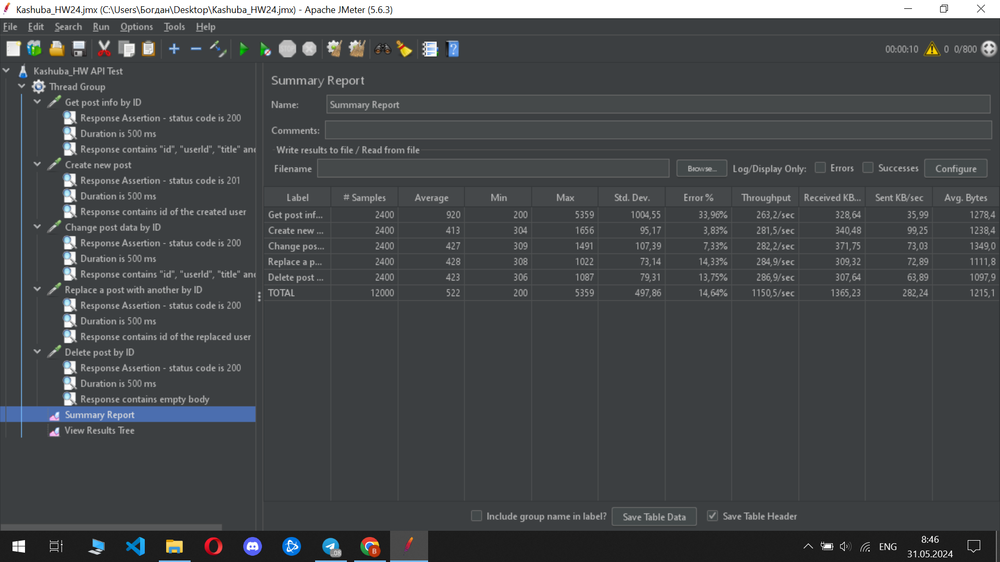 Kashuba_HW24.jmx (C:\Users\Богдан\Desktop\Kashuba_HW24.jmx) - Apache JMeter (5.6.3)
File Edit Search Run Options Tools Help
STOP 00:00:10 0 0/800
Kashuba_HW API Test
Thread Group
Get post info by ID
Response Assertion - status code is 200
Duration is 500 ms
Response contains "id", "userId", "title" and
Create new post
Response Assertion - status code is 201
Duration is 500 ms
Response contains id of the created user
Change post data by ID
Response Assertion - status code is 200
Duration is 500 ms
Response contains "id", "userId", "title" and
Replace a post with another by ID
Response Assertion - status code is 200
Duration is 500 ms
Response contains id of the replaced user
Delete post by ID
Response Assertion - status code is 200
Duration is 500 ms
Response contains empty body
Summary Report
View Results Tree
Summary Report
Name: Summary Report
Comments:
Write results to file / Read from file
Filename Browse... Log/Display Only: Errors Successes Configure
Label # Samples Average Min Max Std. Dev. Error % Throughput Received KB... Sent KB/sec Avg. Bytes
Get post inf... 2400 920 200 5359 1004,55 33,96% 263,2/sec 328,64 35,99 1278,4
Create new ... 2400 413 304 1656 95,17 3,83% 281,5/sec 340,48 99,25 1238,4
Change pos... 2400 427 309 1491 107,39 7,33% 282,2/sec 371,75 73,03 1349,0
Replace a p... 2400 428 308 1022 73,14 14,33% 284,9/sec 309,32 72,89 1111,8
Delete post ... 2400 423 306 1087 79,31 13,75% 286,9/sec 307,64 63,89 1097,9
TOTAL 12000 522 200 5359 497,86 14,64% 1150,5/sec 1365,23 282,24 1215,1
Include group name in label? Save Table Data Save Table Header
..08 B ENG 8:46
31.05.2024